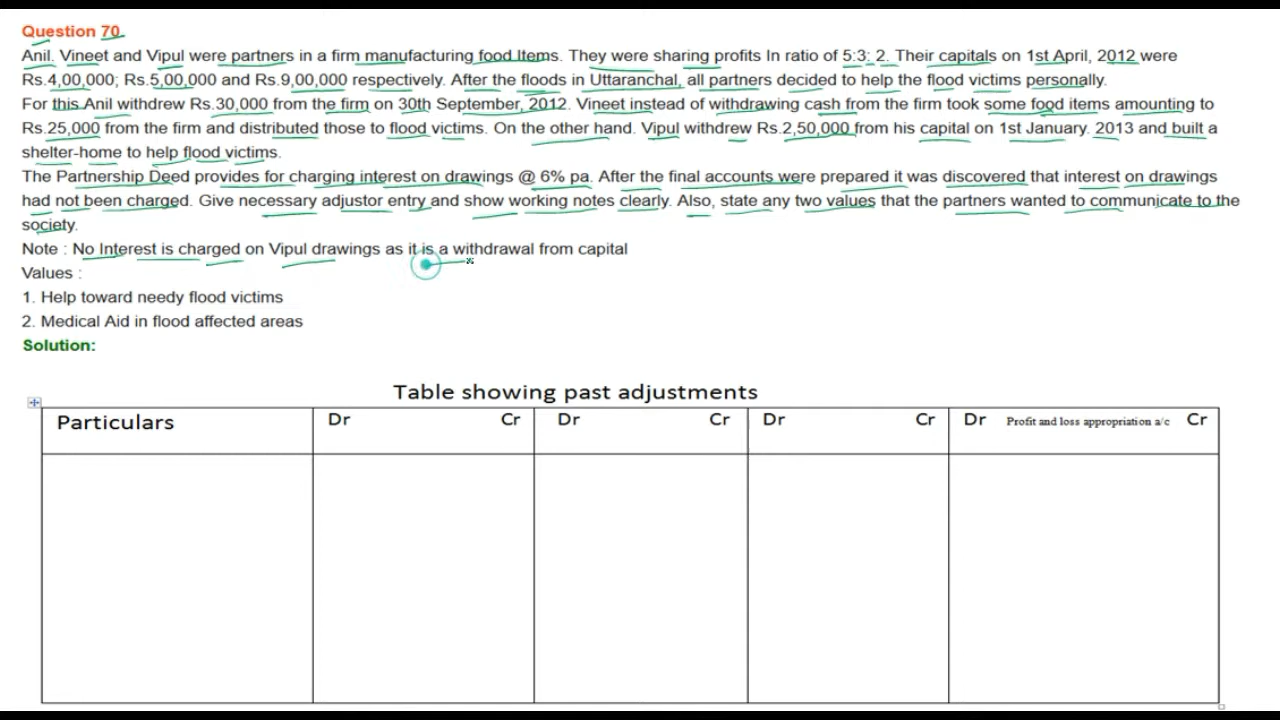 Question 70.
Anil. Vineet and Vipul were partners in a firm manufacturing food Items. They were sharing profits In ratio of 5:3: 2. Their capitals on 1st April, 2012 were
Rs.4,00,000; Rs.5,00,000 and Rs.9,00,000 respectively. After the floods in Uttaranchal, all partners decided to help the flood victims personally.
For this Anil withdrew Rs.30,000 from the firm on 30th September, 2012. Vineet instead of withdrawing cash from the firm took some food items amounting to
Rs.25,000 from the firm and distributed those to flood victims. On the other hand. Vipul withdrew Rs.2,50,000 from his capital on 1st January. 2013 and built a
shelter-home to help flood victims.
The Partnership Deed provides for charging interest on drawings @ 6% pa. After the final accounts were prepared it was discovered that interest on drawings
had not been charged. Give necessary adjustor entry and show working notes clearly. Also, state any two values that the partners wanted to communicate to the
society.
Note : No Interest is charged on Vipul drawings as it is a withdrawal from capital
Values :
1. Help toward needy flood victims
2. Medical Aid in flood affected areas
Solution:
Table showing past adjustments
Particulars Dr Cr Dr Cr Dr Cr Dr Profit and loss appropriation a/c Cr